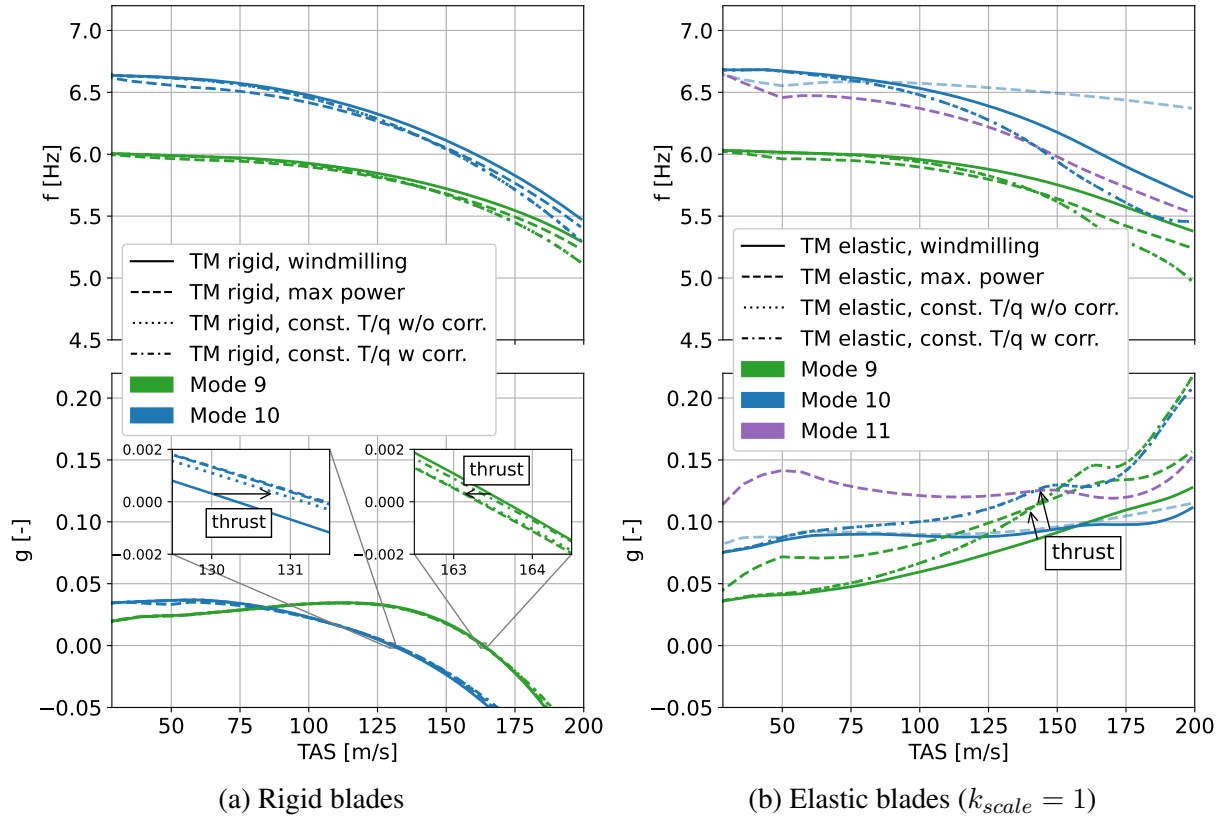 7.0
6.5
6.0
5.5
5.0
4.5
f [Hz]
TM rigid, windmilling
TM rigid, max power
TM rigid, const. T/q w/o corr.
TM rigid, const. T/q w corr.
Mode 9
Mode 10
0.20
0.15
0.10
0.05
0.00
−0.05
g [-]
0.002
0.000
−0.002
130
131
thrust
0.002
0.000
−0.002
163
164
thrust
50
75
100
125
150
175
200
TAS [m/s]
(a) Rigid blades
7.0
6.5
6.0
5.5
5.0
4.5
f [Hz]
TM elastic, windmilling
TM elastic, max. power
TM elastic, const. T/q w/o corr.
TM elastic, const. T/q w corr.
Mode 9
Mode 10
Mode 11
0.20
0.15
0.10
0.05
0.00
−0.05
g [-]
thrust
50
75
100
125
150
175
200
TAS [m/s]
(b) Elastic blades (k_scale = 1)